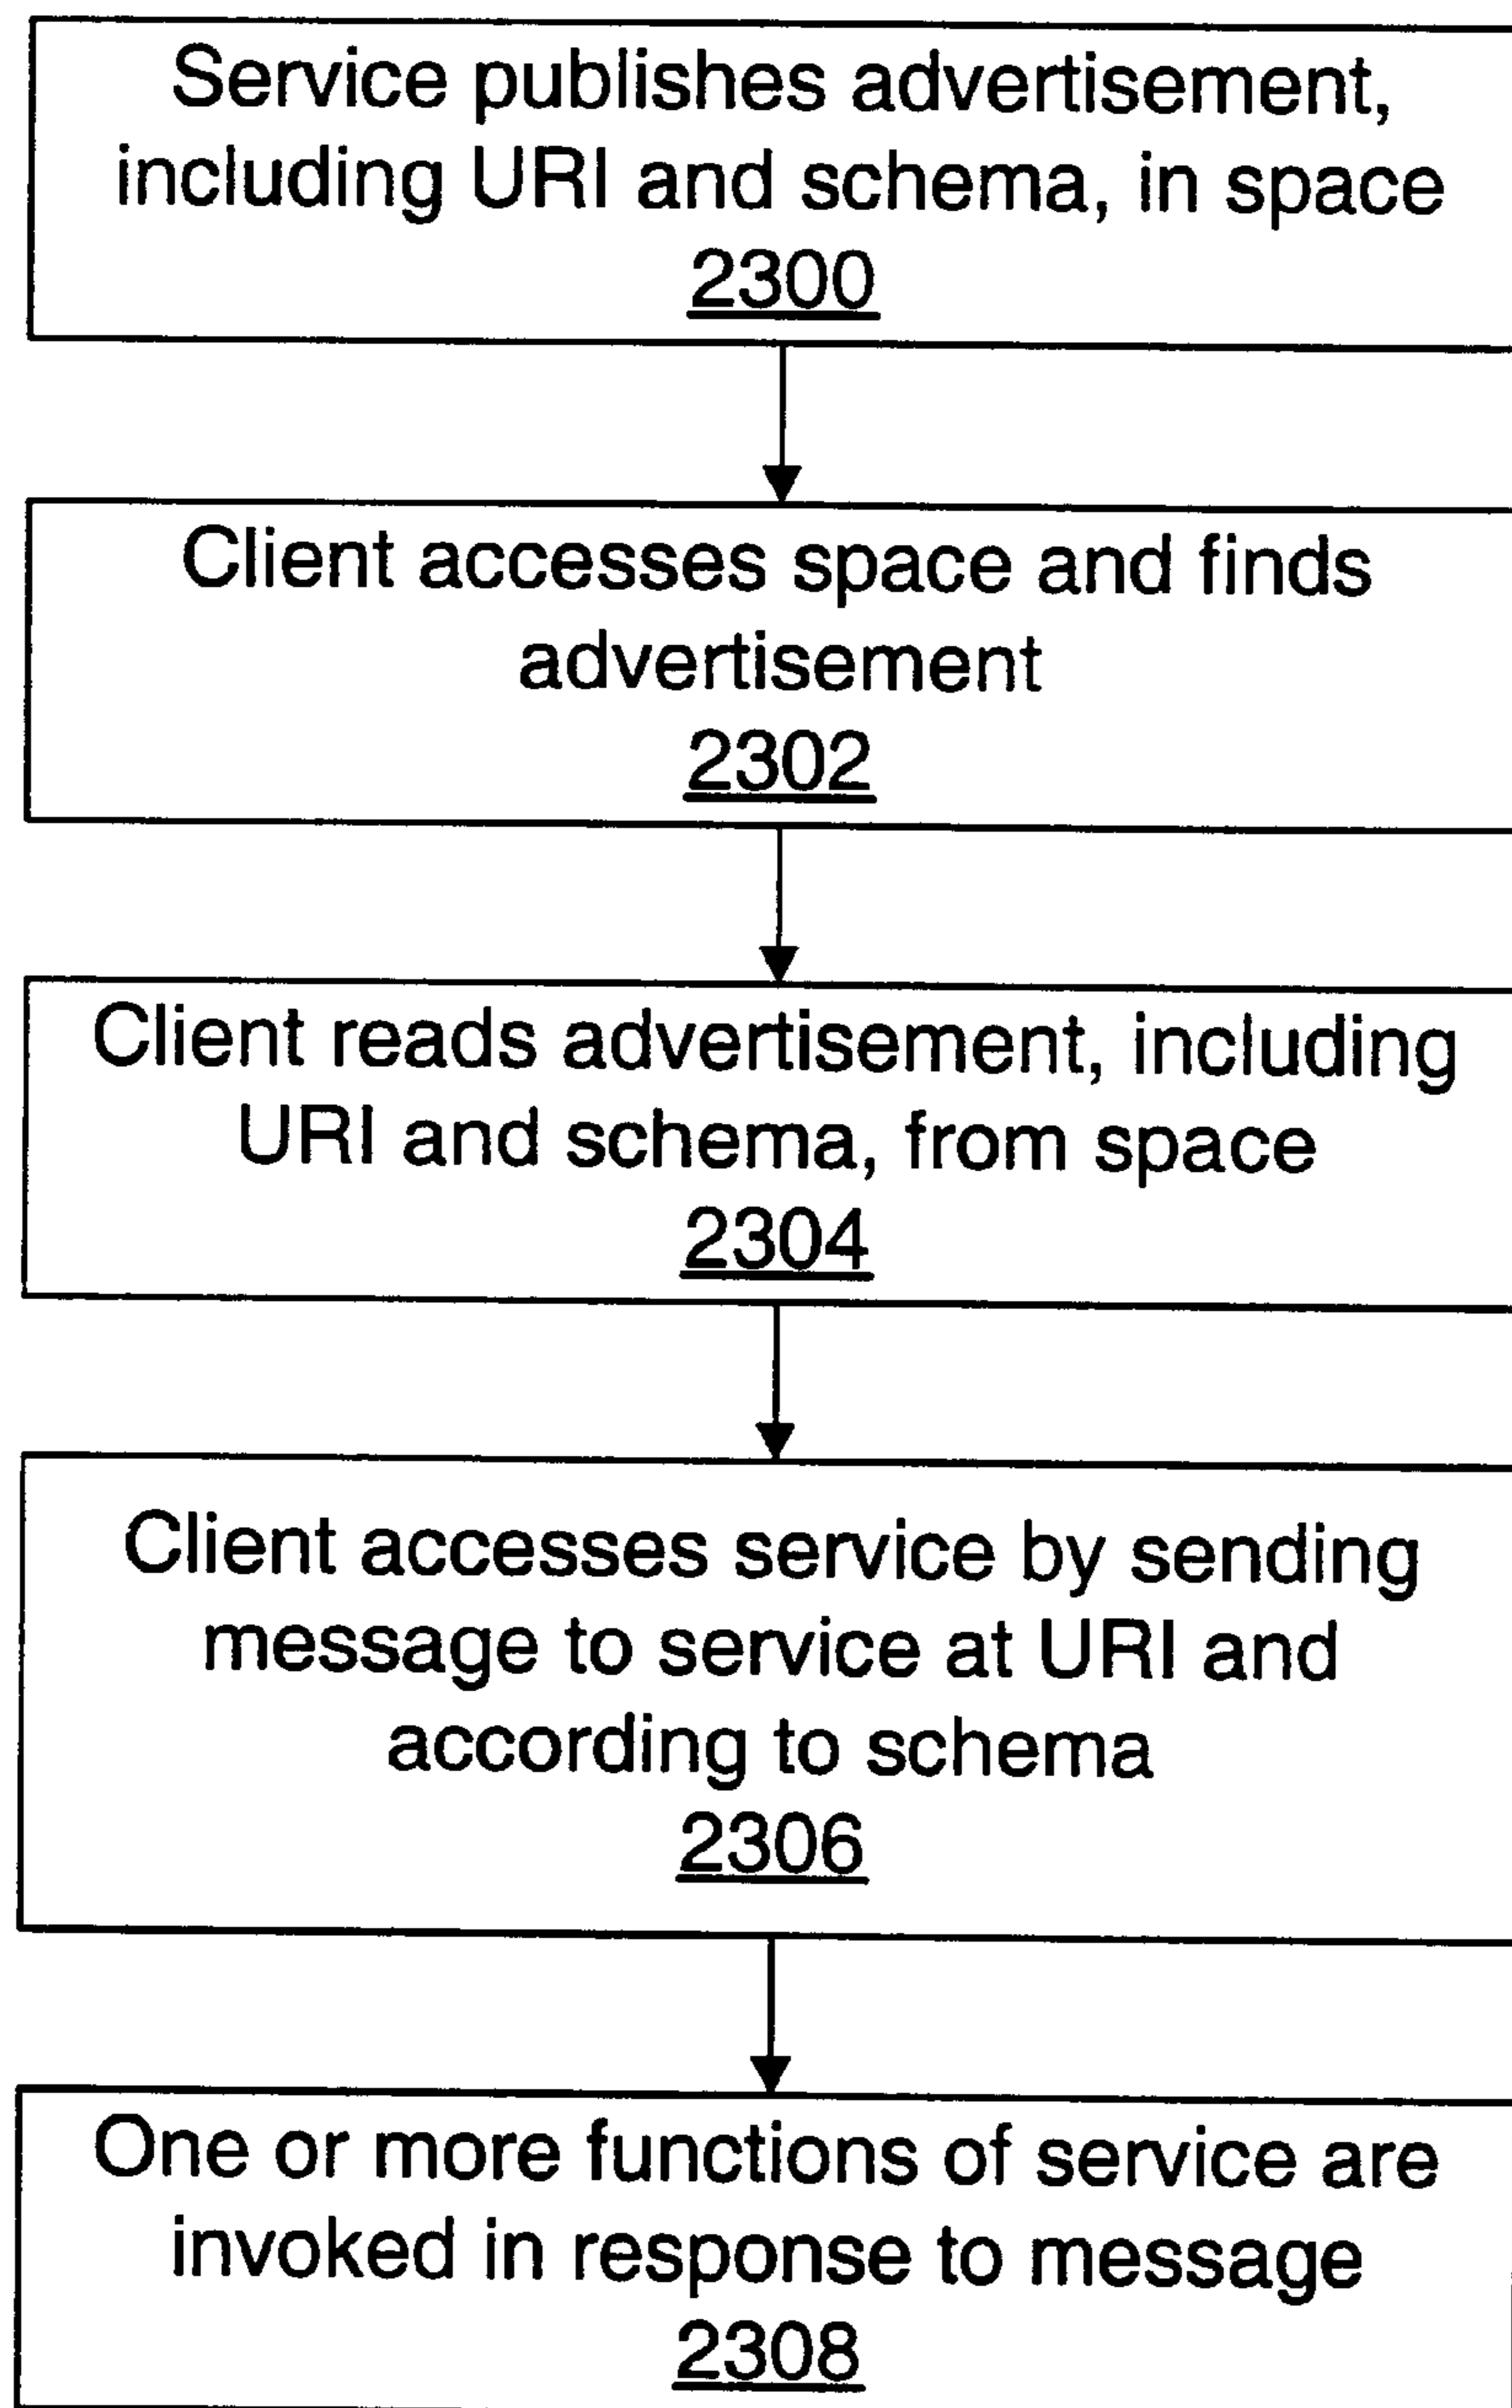 Service publishes advertisement,
including URI and schema, in space
2300
Client accesses space and finds
advertisement
2302
Client reads advertisement, including
URI and schema, from space
2304
Client accesses service by sending
message to service at URI and
according to schema
2306
One or more functions of service are
invoked in response to message
2308